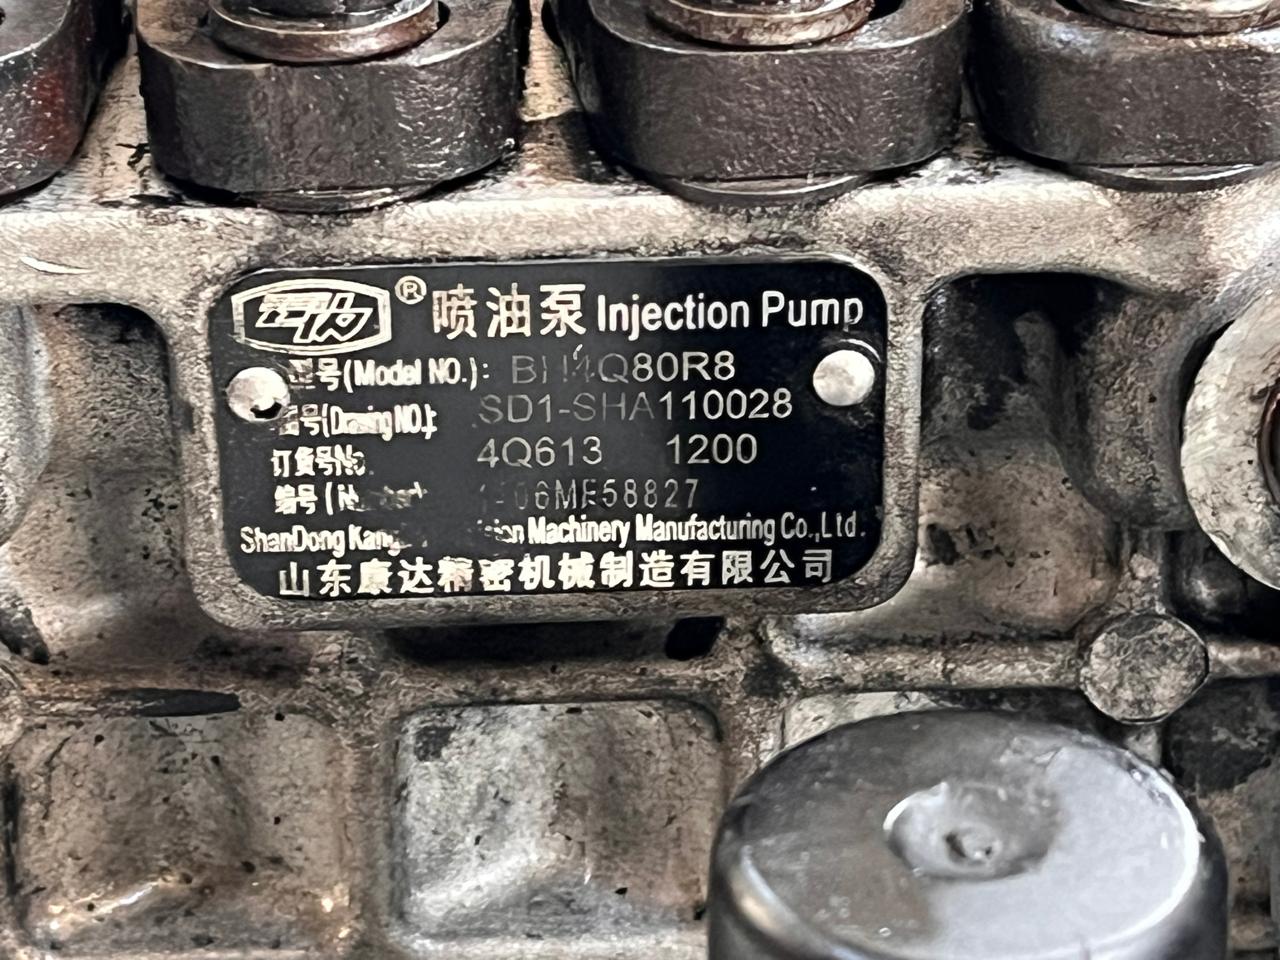 ® 喷油泵 Injection Pump
型号(Model NO.): BH4Q80R8
编号(Drawing NO.): SD1-SHA110028
订货号No. 4Q613 1200
编号(
ShanDong Machinery Manufacturing Co.,Ltd.
山东康达精密机械制造有限公司